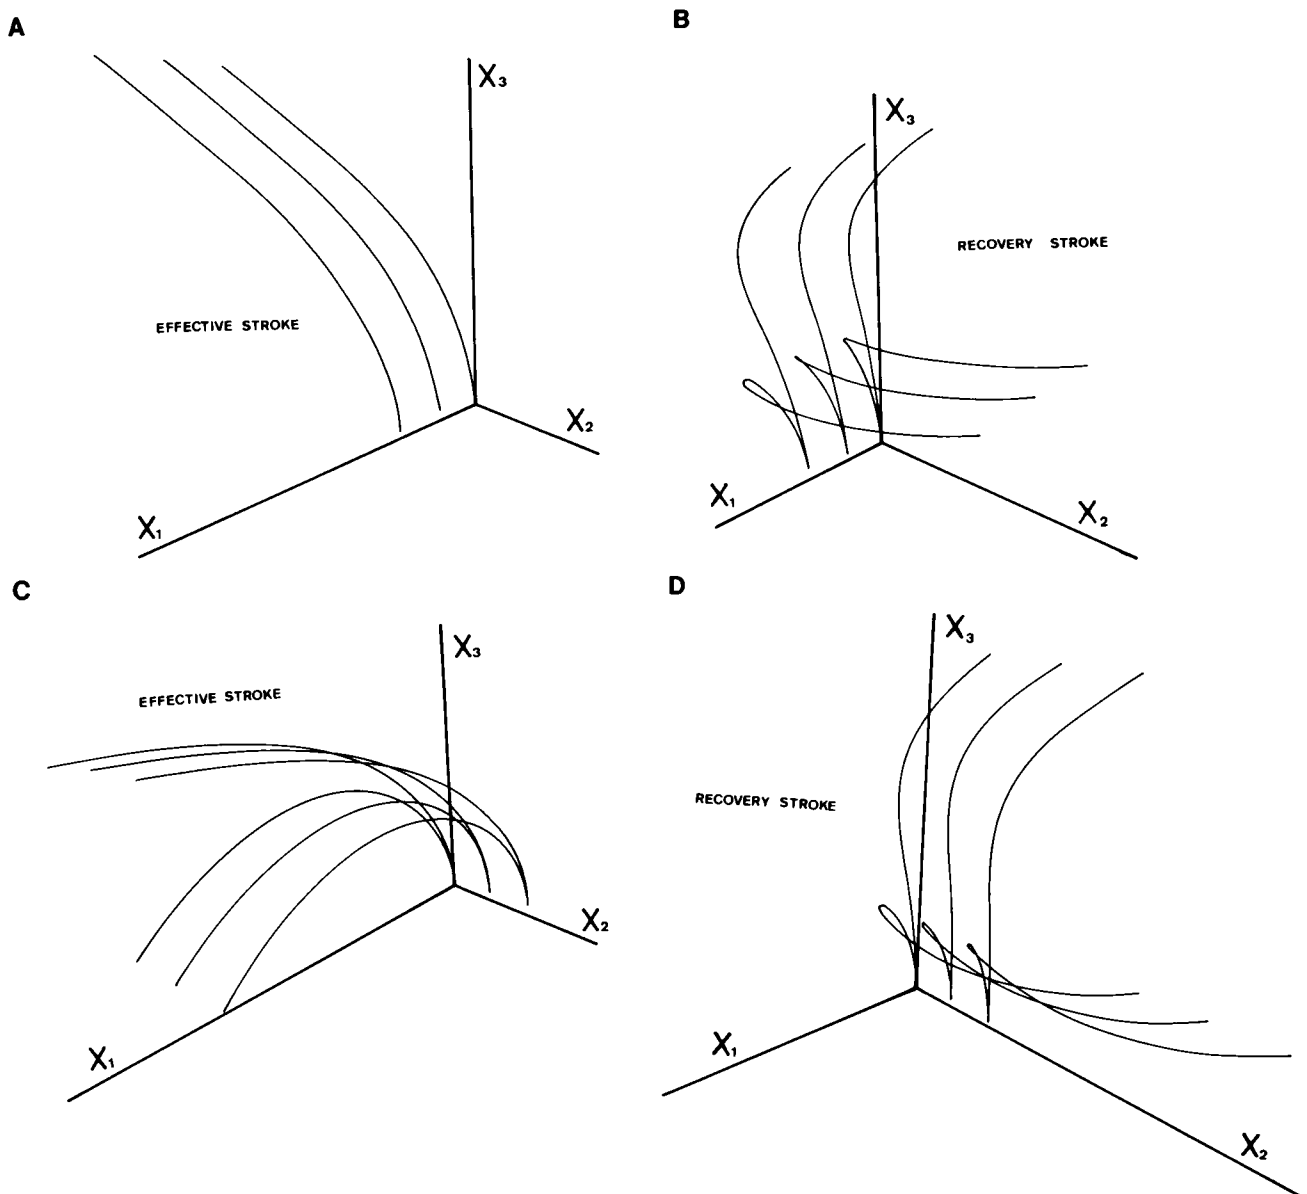 A
X₃
EFFECTIVE STROKE
X₂
X₁
B
X₃
RECOVERY STROKE
X₁
X₂
C
X₃
EFFECTIVE STROKE
X₂
X₁
D
X₃
RECOVERY STROKE
X₁
X₂